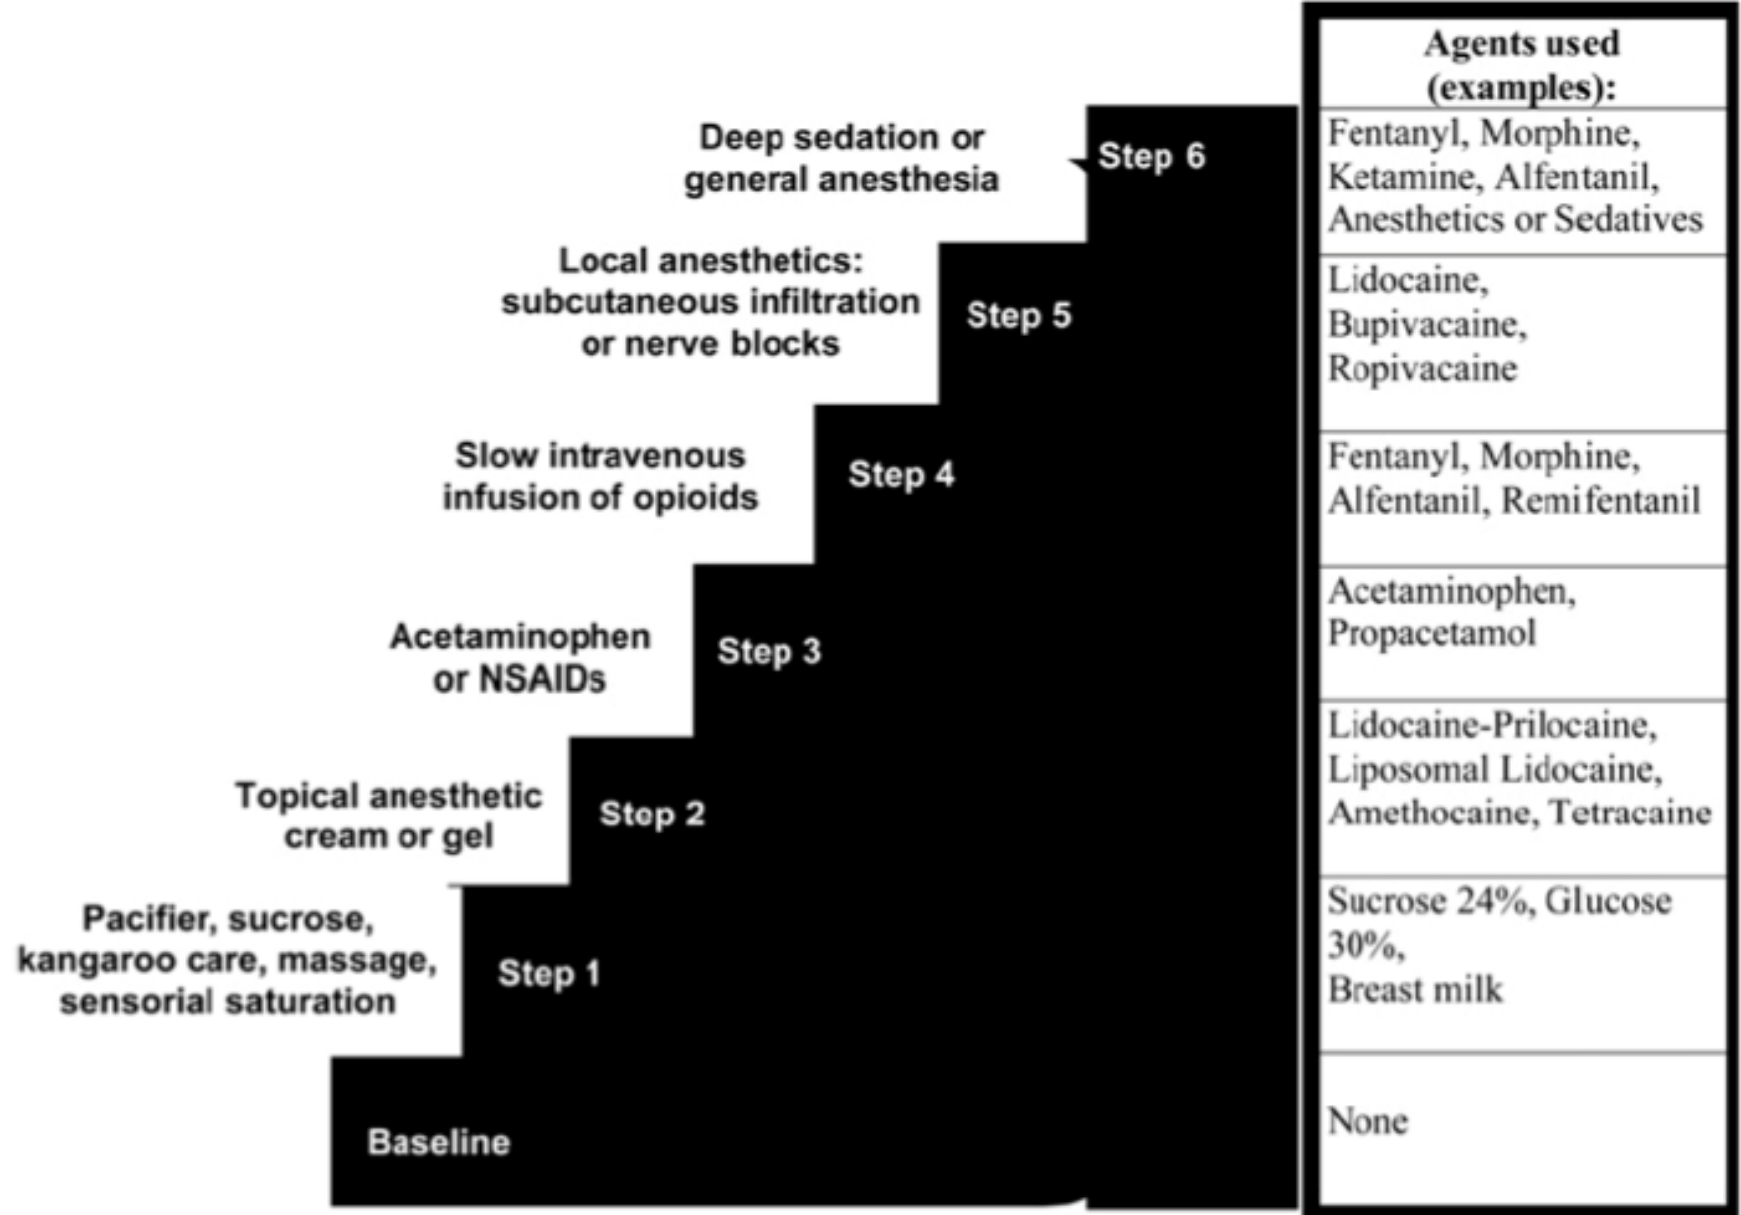 Agents used
(examples):
Deep sedation or
general anesthesia
Step 6
Fentanyl, Morphine,
Ketamine, Alfentanil,
Anesthetics or Sedatives
Local anesthetics:
subcutaneous infiltration
or nerve blocks
Step 5
Lidocaine,
Bupivacaine,
Ropivacaine
Slow intravenous
infusion of opioids
Step 4
Fentanyl, Morphine,
Alfentanil, Remifentanil
Acetaminophen
or NSAIDs
Step 3
Acetaminophen,
Propacetamol
Topical anesthetic
cream or gel
Step 2
Lidocaine-Prilocaine,
Liposomal Lidocaine,
Amethocaine, Tetracaine
Pacifier, sucrose,
kangaroo care, massage,
sensorial saturation
Step 1
Sucrose 24%, Glucose
30%,
Breast milk
Baseline
None